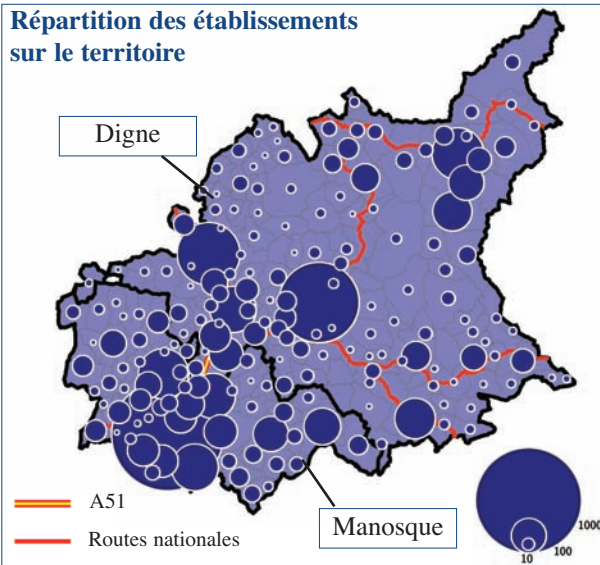 Répartition des établissements
sur le territoire
Digne
Manosque
A51
Routes nationales
1000
100
10